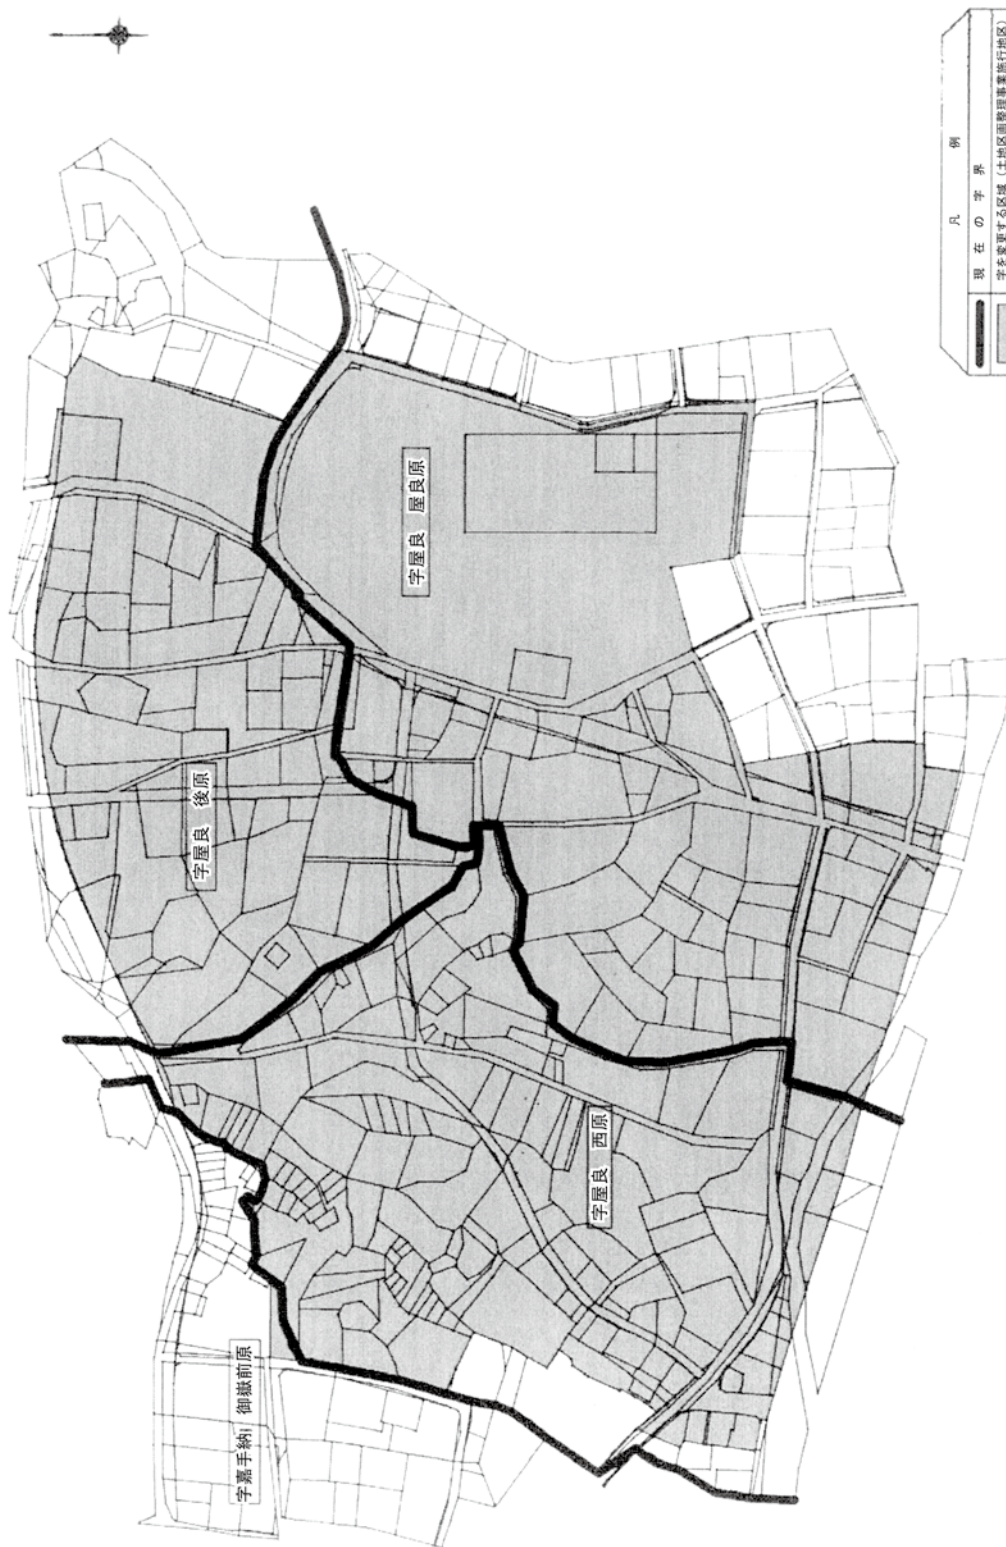 字屋良 後原
字屋良 屋良原
字嘉手納 御嶽前原
字屋良 西原
凡例
現在の字界
字を変更する区域（土地区画整理事業施行地区）